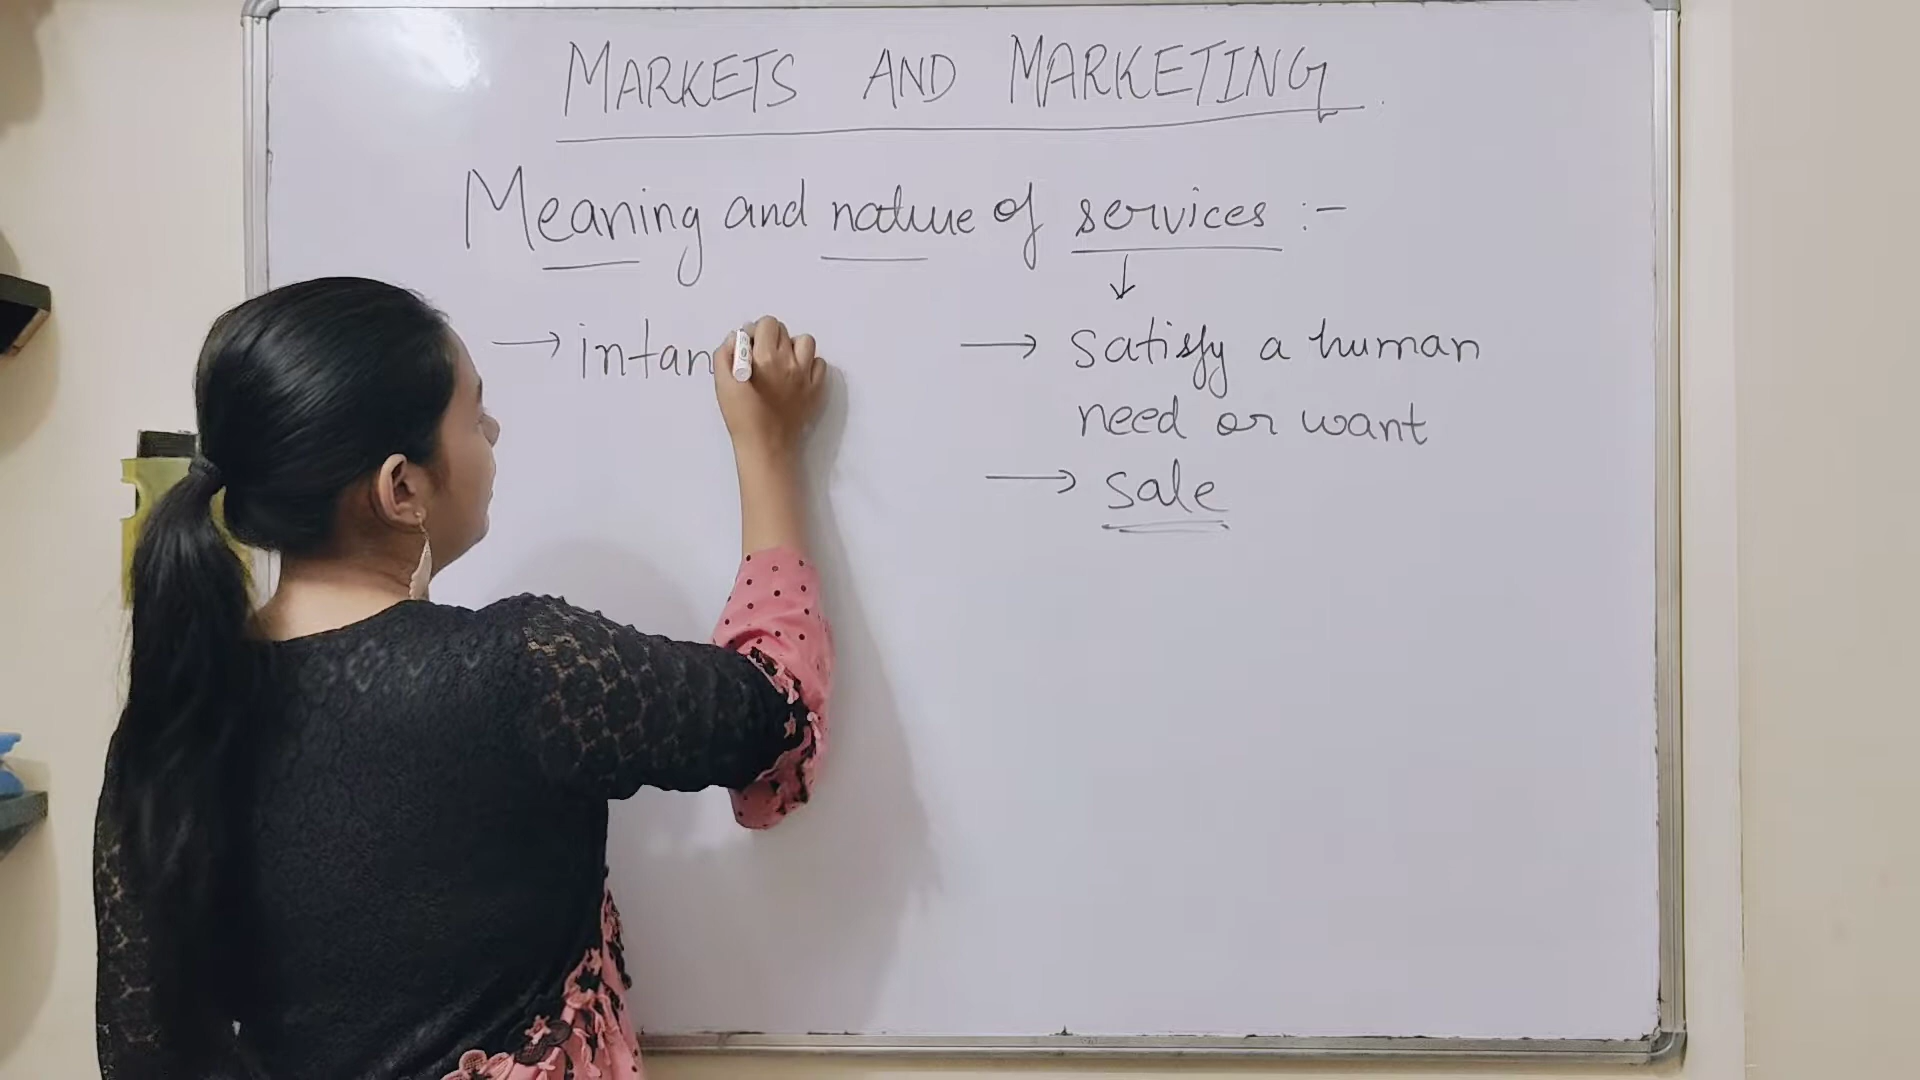 MARKETS AND MARKETING
Meaning and nature of services :-
↓
→ intan
→ satisfy a human
need or want
→ sale